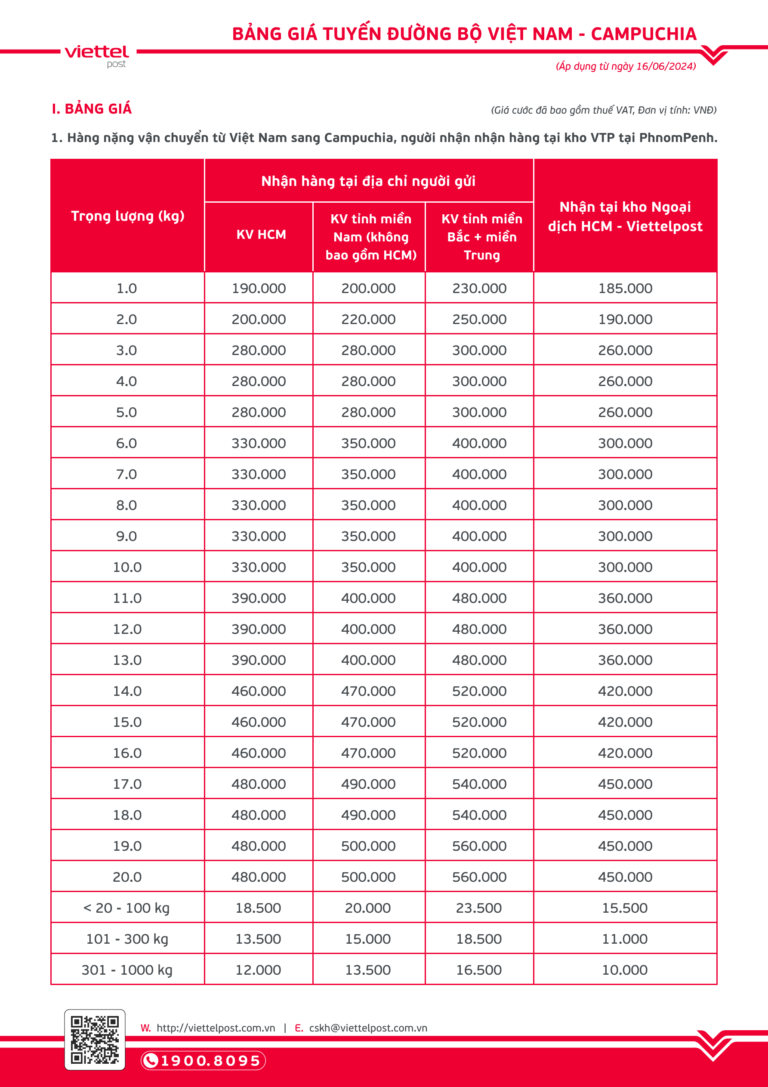 BẢNG GIÁ TUYẾN ĐƯỜNG BỘ VIỆT NAM - CAMPUCHIA
viettel
post
(Áp dụng từ ngày 16/06/2024)
I. BẢNG GIÁ
(Giá cước đã bao gồm thuế VAT, Đơn vị tính: VNĐ)
1. Hàng nặng vận chuyển từ Việt Nam sang Campuchia, người nhận nhận hàng tại kho VTP tại PhnomPenh.
Trọng lượng (kg)
Nhận hàng tại địa chỉ người gửi
KV HCM
KV tỉnh miền
Nam (không
bao gồm HCM)
KV tỉnh miền
Bắc + miền
Trung
Nhận tại kho Ngoại
dịch HCM - Viettelpost
1.0 190.000 200.000 230.000 185.000
2.0 200.000 220.000 250.000 190.000
3.0 280.000 280.000 300.000 260.000
4.0 280.000 280.000 300.000 260.000
5.0 280.000 280.000 300.000 260.000
6.0 330.000 350.000 400.000 300.000
7.0 330.000 350.000 400.000 300.000
8.0 330.000 350.000 400.000 300.000
9.0 330.000 350.000 400.000 300.000
10.0 330.000 350.000 400.000 300.000
11.0 390.000 400.000 480.000 360.000
12.0 390.000 400.000 480.000 360.000
13.0 390.000 400.000 480.000 360.000
14.0 460.000 470.000 520.000 420.000
15.0 460.000 470.000 520.000 420.000
16.0 460.000 470.000 520.000 420.000
17.0 480.000 490.000 540.000 450.000
18.0 480.000 490.000 540.000 450.000
19.0 480.000 500.000 560.000 450.000
20.0 480.000 500.000 560.000 450.000
< 20 - 100 kg 18.500 20.000 23.500 15.500
101 - 300 kg 13.500 15.000 18.500 11.000
301 - 1000 kg 12.000 13.500 16.500 10.000
W. http://viettelpost.com.vn | E. cskh@viettelpost.com.vn
1900.8095